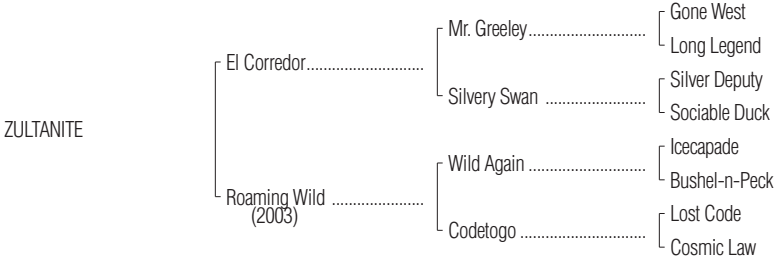 Gone West
Mr. Greeley............................
Long Legend
El Corredor............................
Silver Deputy
Silvery Swan ........................
Sociable Duck
ZULTANITE
Icecapade
Wild Again ............................
Bushel-n-Peck
Roaming Wild ......................
(2003)
Lost Code
Codetogo ..............................
Cosmic Law